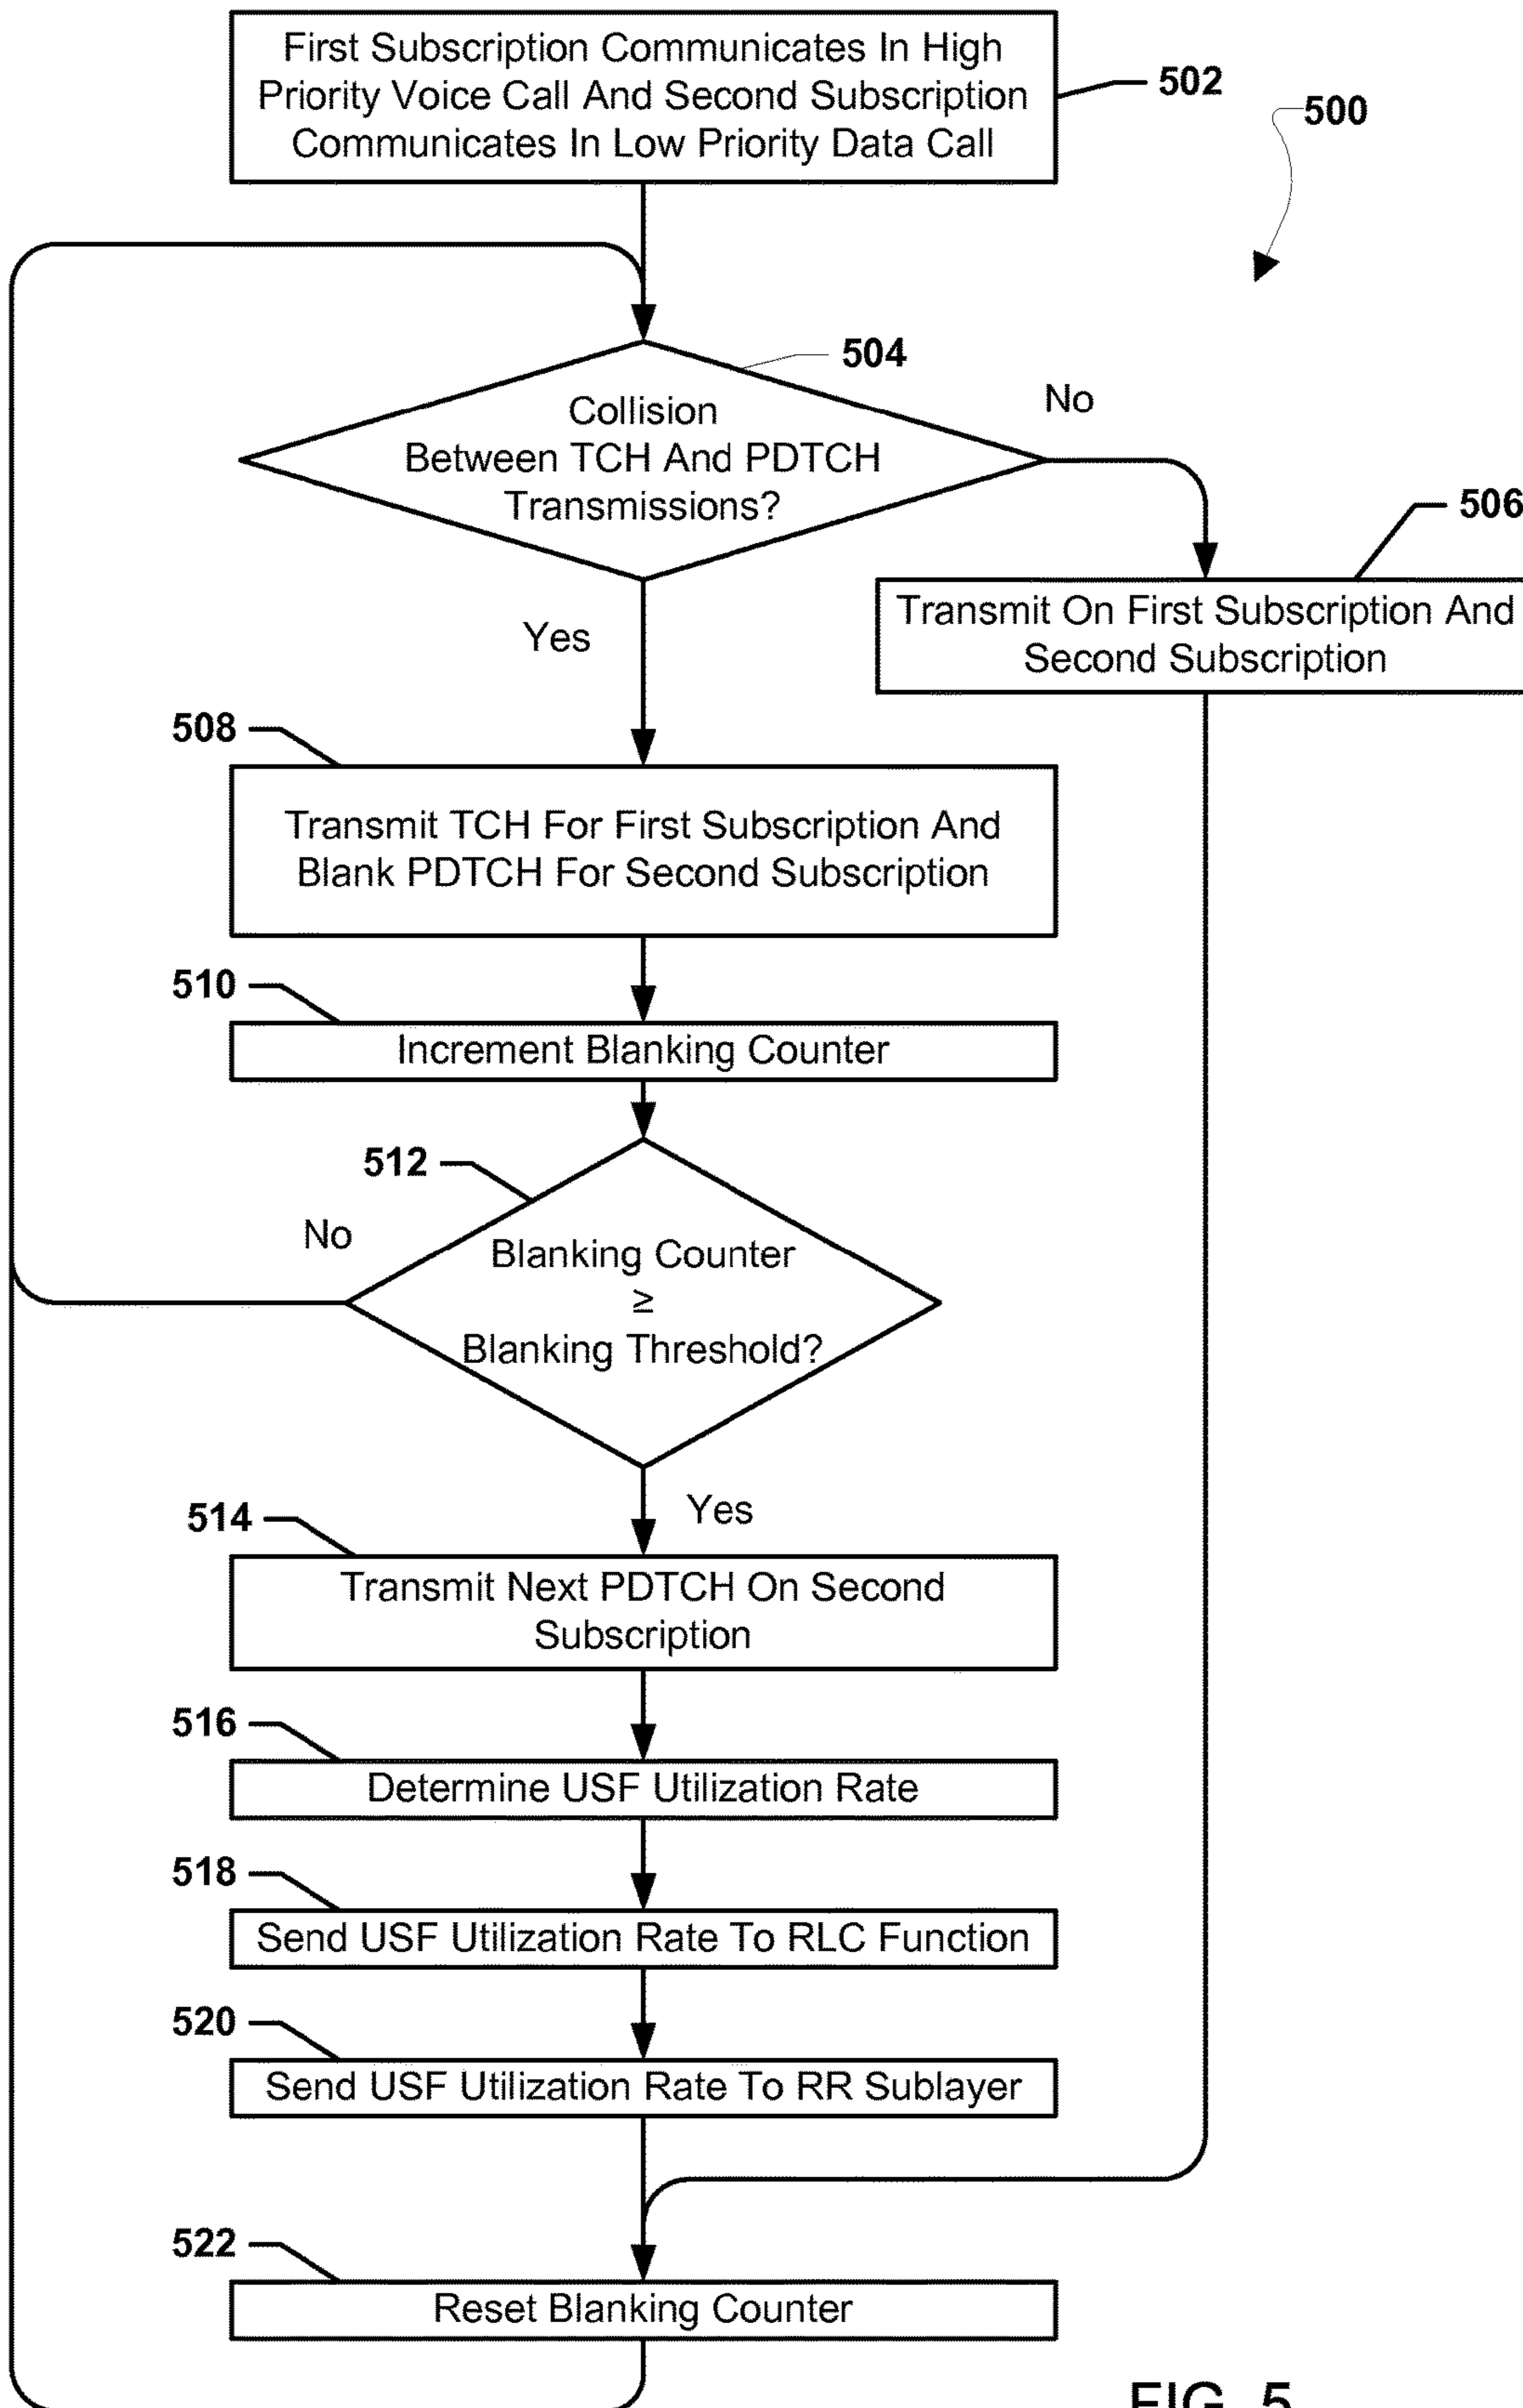 First Subscription Communicates In High
Priority Voice Call And Second Subscription
Communicates In Low Priority Data Call
502
500
504
Collision
Between TCH And PDTCH
Transmissions?
No
506
Transmit On First Subscription And
Second Subscription
Yes
508
Transmit TCH For First Subscription And
Blank PDTCH For Second Subscription
510
Increment Blanking Counter
512
No
Blanking Counter
≥
Blanking Threshold?
Yes
514
Transmit Next PDTCH On Second
Subscription
516
Determine USF Utilization Rate
518
Send USF Utilization Rate To RLC Function
520
Send USF Utilization Rate To RR Sublayer
522
Reset Blanking Counter
FIG. 5